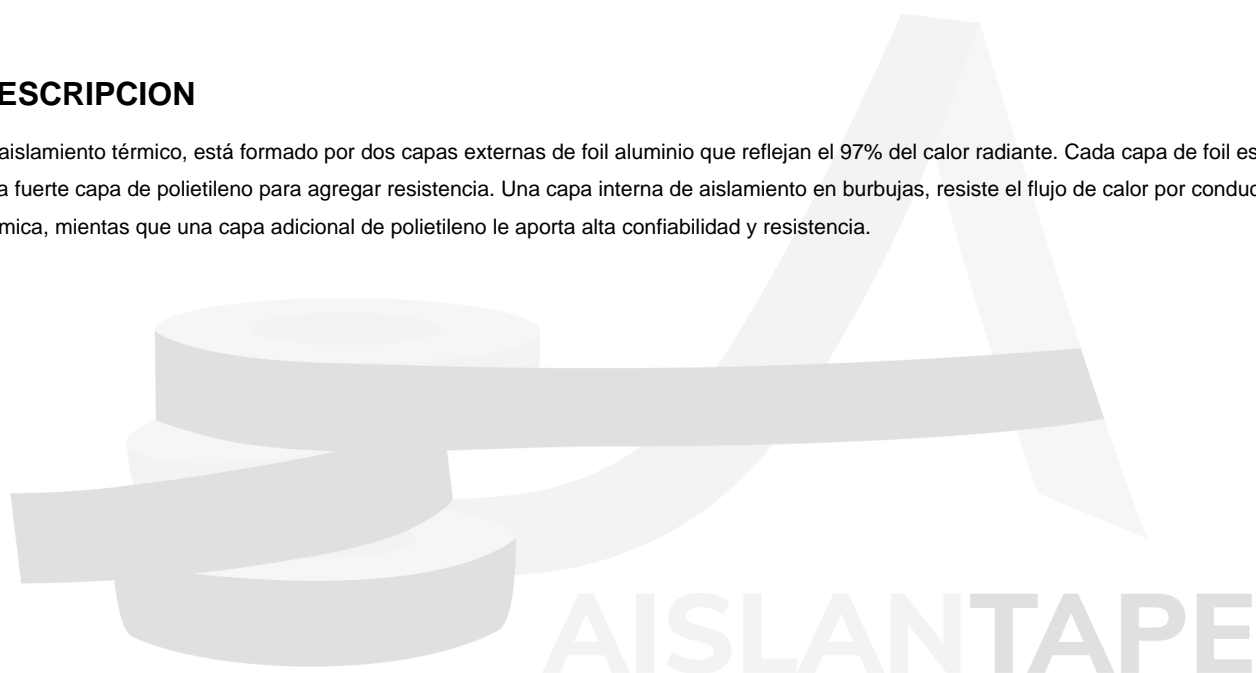 ESCRIPCION
aislamiento térmico, está formado por dos capas externas de foil aluminio que reflejan el 97% del calor radiante. Cada capa de foil es
a fuerte capa de polietileno para agregar resistencia. Una capa interna de aislamiento en burbujas, resiste el flujo de calor por conduc
mica, mientas que una capa adicional de polietileno le aporta alta confiabilidad y resistencia.
AISLANTAPE